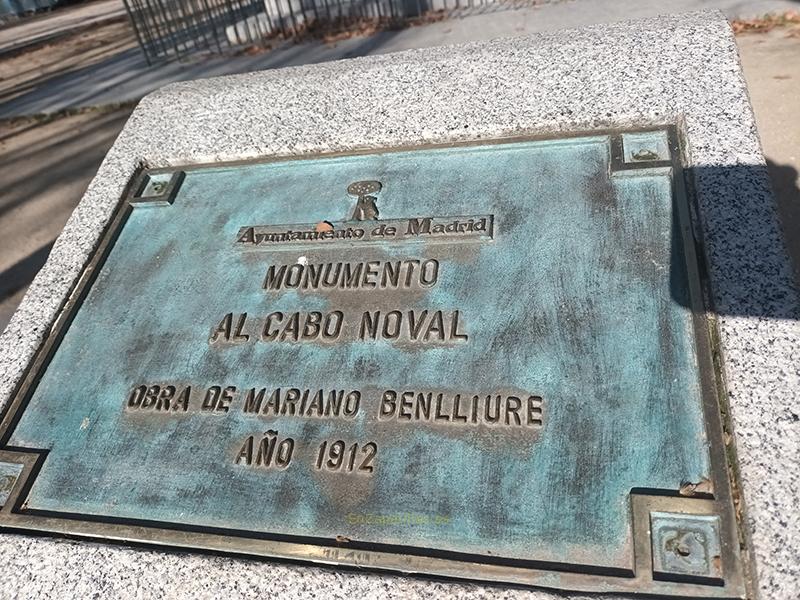 Ayuntamiento de Madrid
MONUMENTO
AL CABO NOVAL
OBRA DE MARIANO BENLLIURE
AÑO 1912